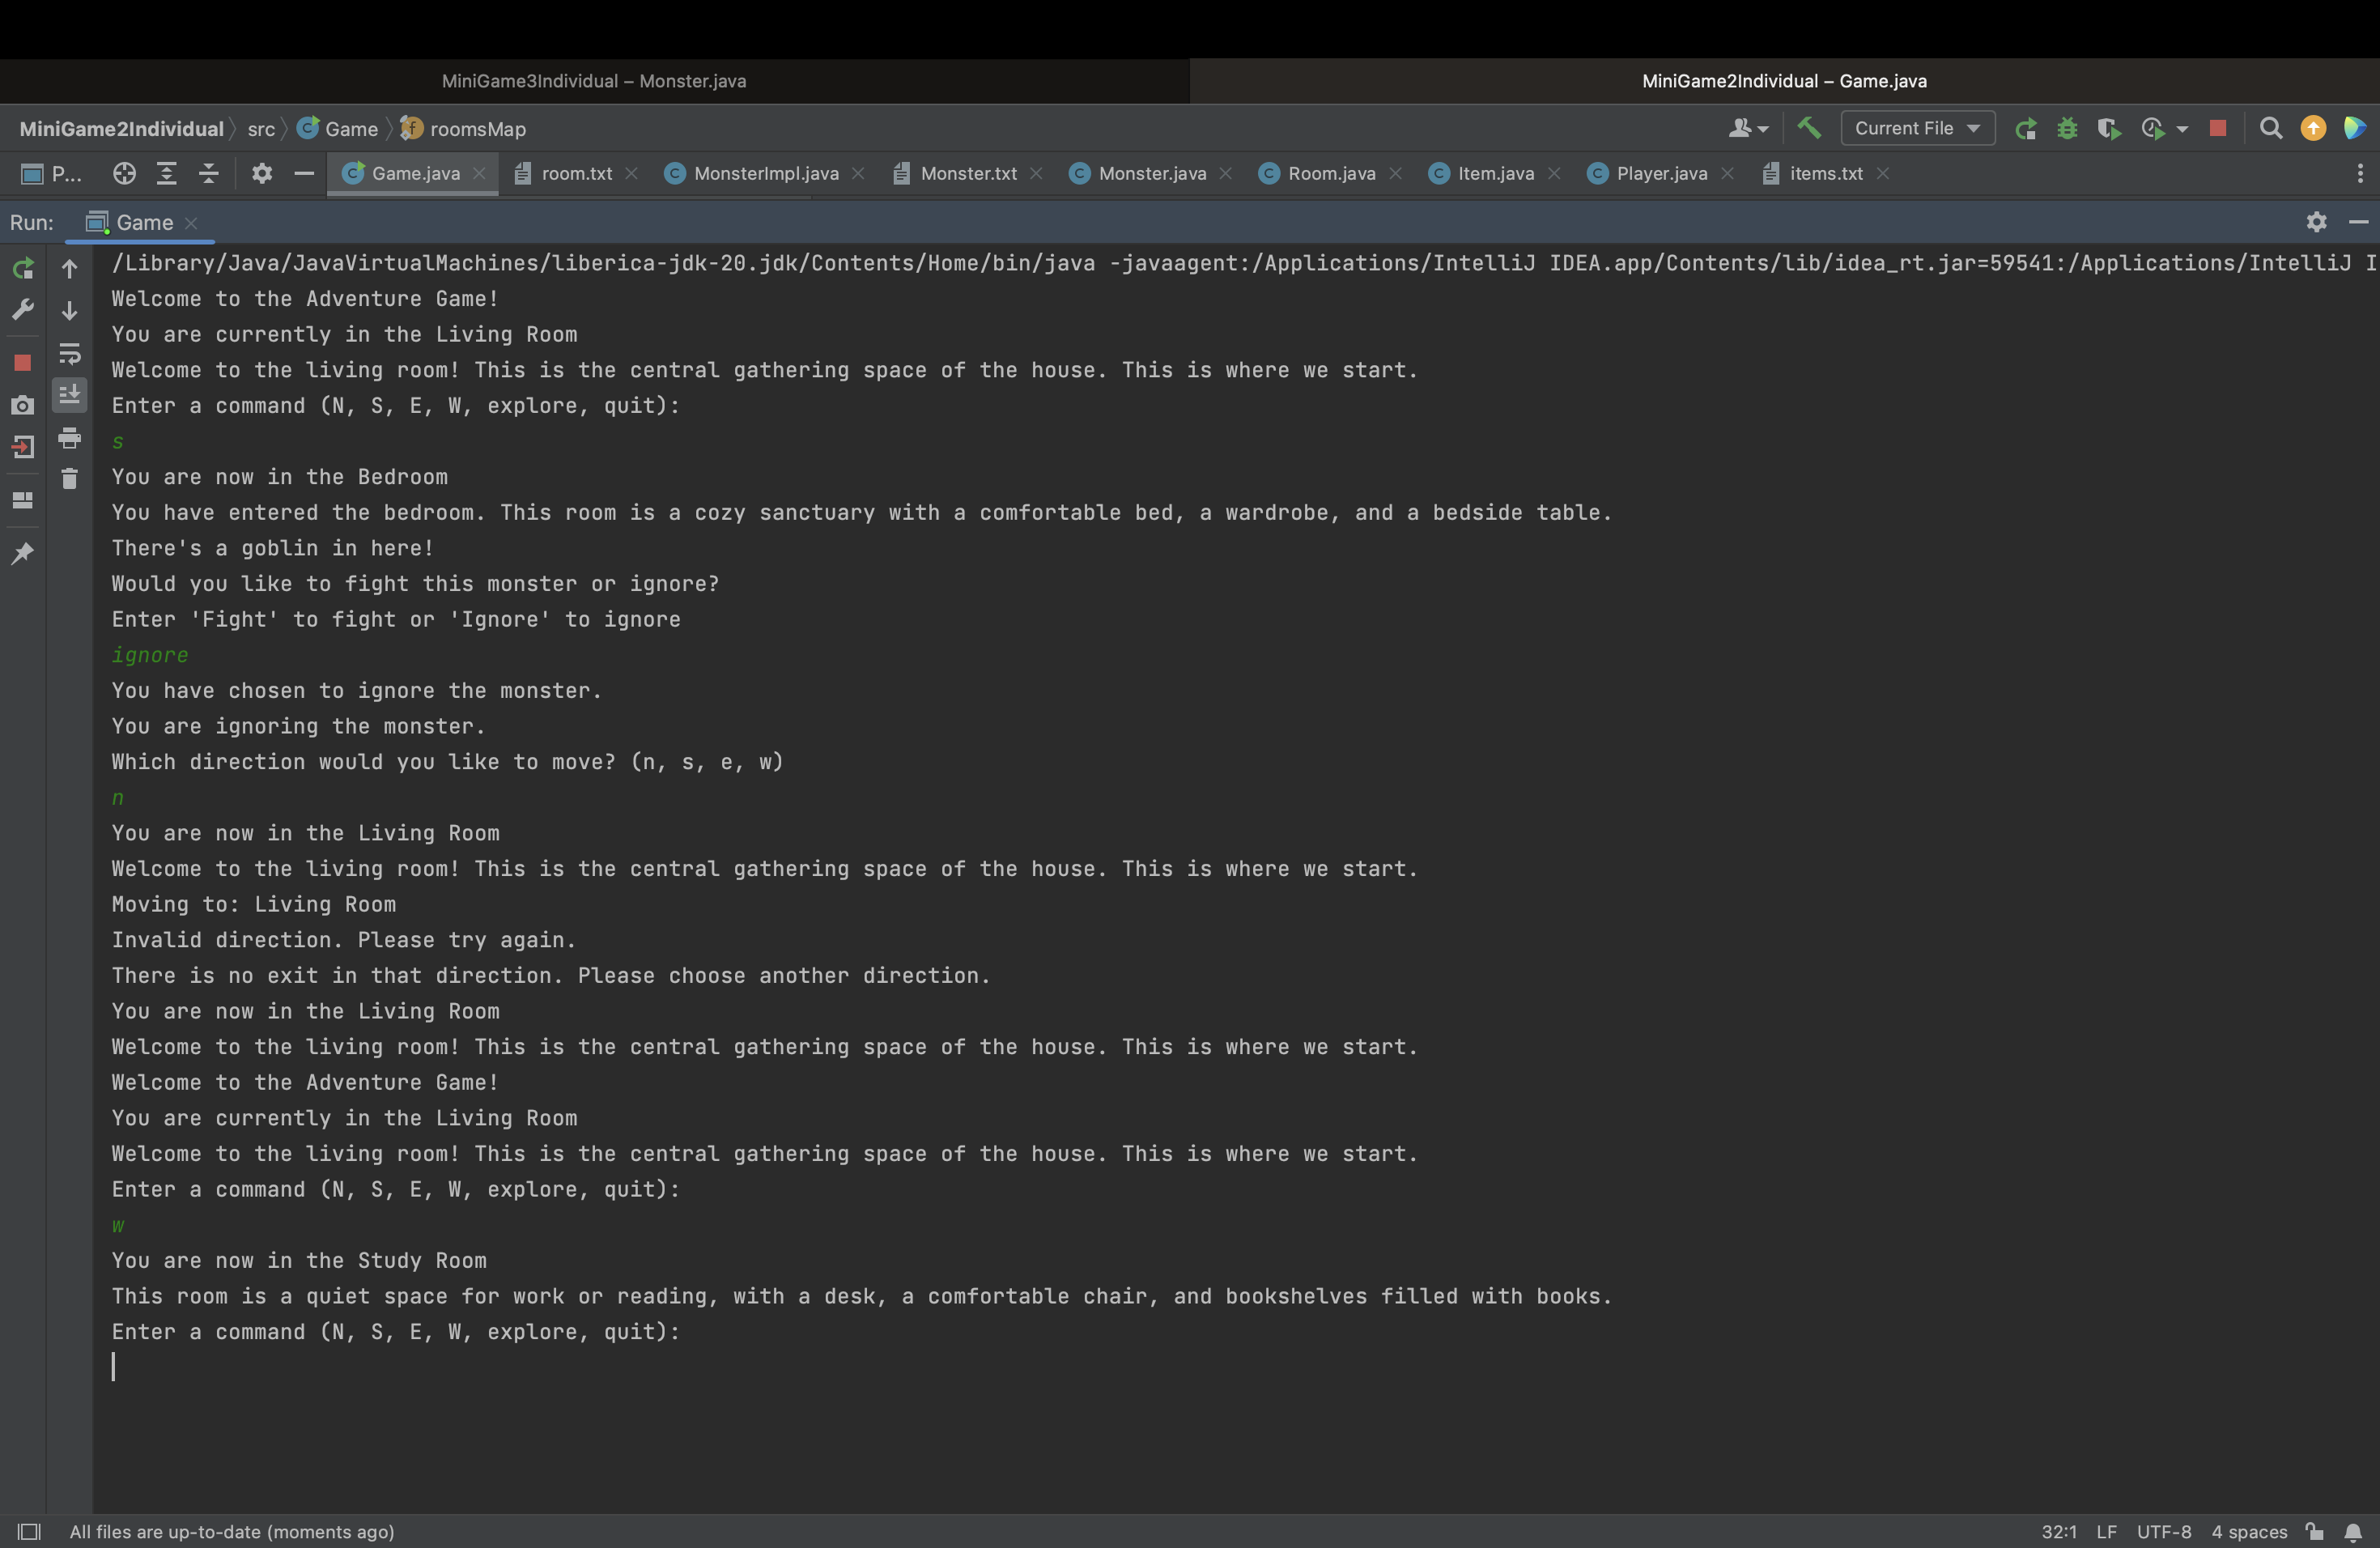 MiniGame3Individual – Monster.java
MiniGame2Individual – Game.java
MiniGame2Individual src Game roomsMap
Current File
P... Game.java room.txt MonsterImpl.java Monster.txt Monster.java Room.java Item.java Player.java items.txt
Run: Game
/Library/Java/JavaVirtualMachines/liberica-jdk-20.jdk/Contents/Home/bin/java -javaagent:/Applications/IntelliJ IDEA.app/Contents/lib/idea_rt.jar=59541:/Applications/IntelliJ I
Welcome to the Adventure Game!
You are currently in the Living Room
Welcome to the living room! This is the central gathering space of the house. This is where we start.
Enter a command (N, S, E, W, explore, quit):
s
You are now in the Bedroom
You have entered the bedroom. This room is a cozy sanctuary with a comfortable bed, a wardrobe, and a bedside table.
There's a goblin in here!
Would you like to fight this monster or ignore?
Enter 'Fight' to fight or 'Ignore' to ignore
ignore
You have chosen to ignore the monster.
You are ignoring the monster.
Which direction would you like to move? (n, s, e, w)
n
You are now in the Living Room
Welcome to the living room! This is the central gathering space of the house. This is where we start.
Moving to: Living Room
Invalid direction. Please try again.
There is no exit in that direction. Please choose another direction.
You are now in the Living Room
Welcome to the living room! This is the central gathering space of the house. This is where we start.
Welcome to the Adventure Game!
You are currently in the Living Room
Welcome to the living room! This is the central gathering space of the house. This is where we start.
Enter a command (N, S, E, W, explore, quit):
w
You are now in the Study Room
This room is a quiet space for work or reading, with a desk, a comfortable chair, and bookshelves filled with books.
Enter a command (N, S, E, W, explore, quit):
All files are up-to-date (moments ago)
32:1 LF UTF-8 4 spaces